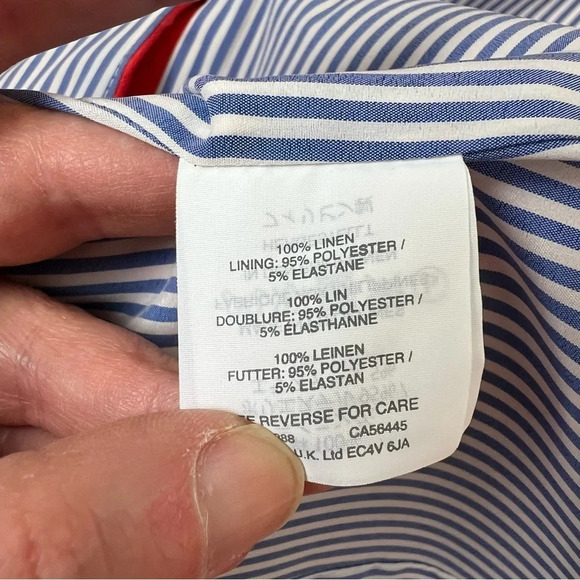 100% LINEN
LINING: 95% POLYESTER /
5% ELASTANE
100% LIN
DOUBLURE: 95% POLYESTER /
5% ÉLASTHANNE
100% LEINEN
FUTTER: 95% POLYESTER /
5% ELASTAN
REVERSE FOR CARE
CA56445
U.K. Ltd EC4V 6JA